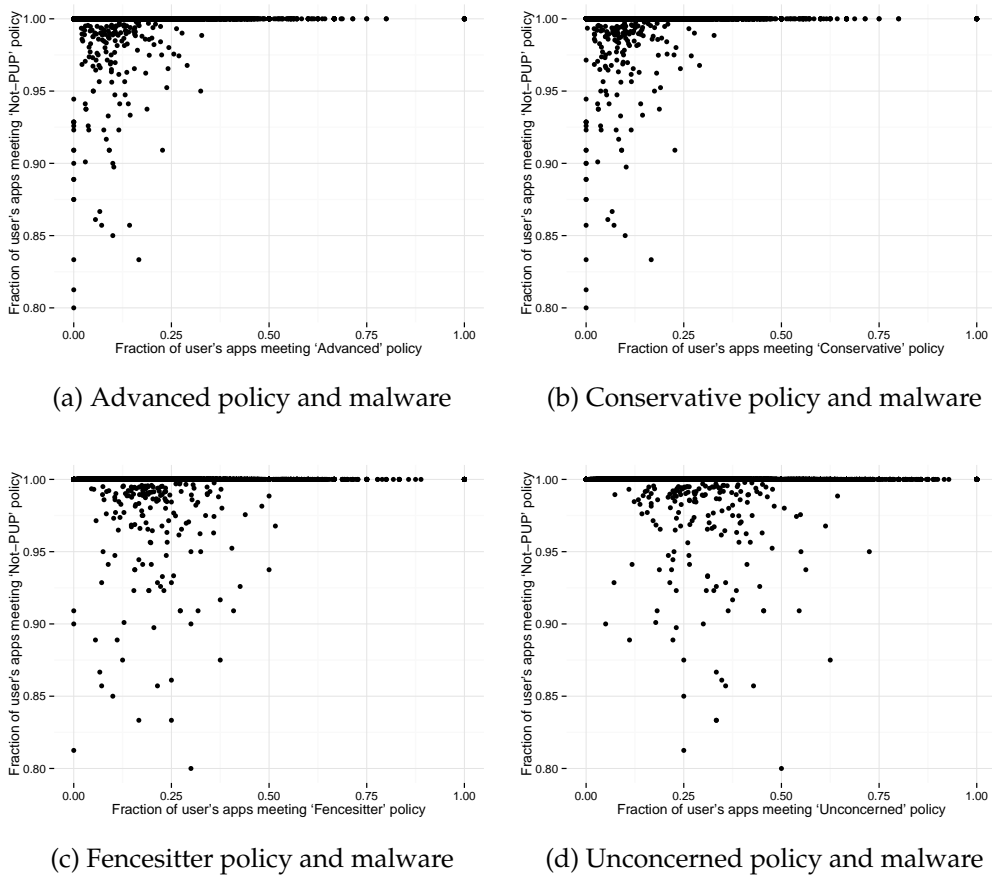 Fraction of user's apps meeting ‘Not−PUP’ policy
1.00
0.95
0.90
0.85
0.80
0.00 0.25 0.50 0.75 1.00
Fraction of user's apps meeting ‘Advanced’ policy
(a) Advanced policy and malware
Fraction of user's apps meeting ‘Not−PUP’ policy
1.00
0.95
0.90
0.85
0.80
0.00 0.25 0.50 0.75 1.00
Fraction of user's apps meeting ‘Conservative’ policy
(b) Conservative policy and malware
Fraction of user's apps meeting ‘Not−PUP’ policy
1.00
0.95
0.90
0.85
0.80
0.00 0.25 0.50 0.75 1.00
Fraction of user's apps meeting ‘Fencesitter’ policy
(c) Fencesitter policy and malware
Fraction of user's apps meeting ‘Not−PUP’ policy
1.00
0.95
0.90
0.85
0.80
0.00 0.25 0.50 0.75 1.00
Fraction of user's apps meeting ‘Unconcerned’ policy
(d) Unconcerned policy and malware